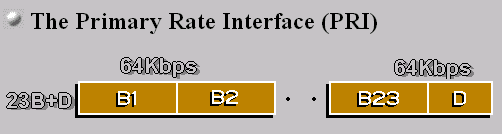 The Primary Rate Interface (PRI)
64Kbps 64Kbps
23B+D B1 B2 . . B23 D